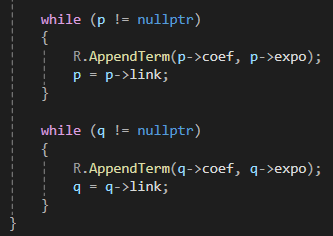 while (p != nullptr)
{
R.AppendTerm(p->coef, p->expo);
p = p->link;
}
while (q != nullptr)
{
R.AppendTerm(q->coef, q->expo);
q = q->link;
}
}